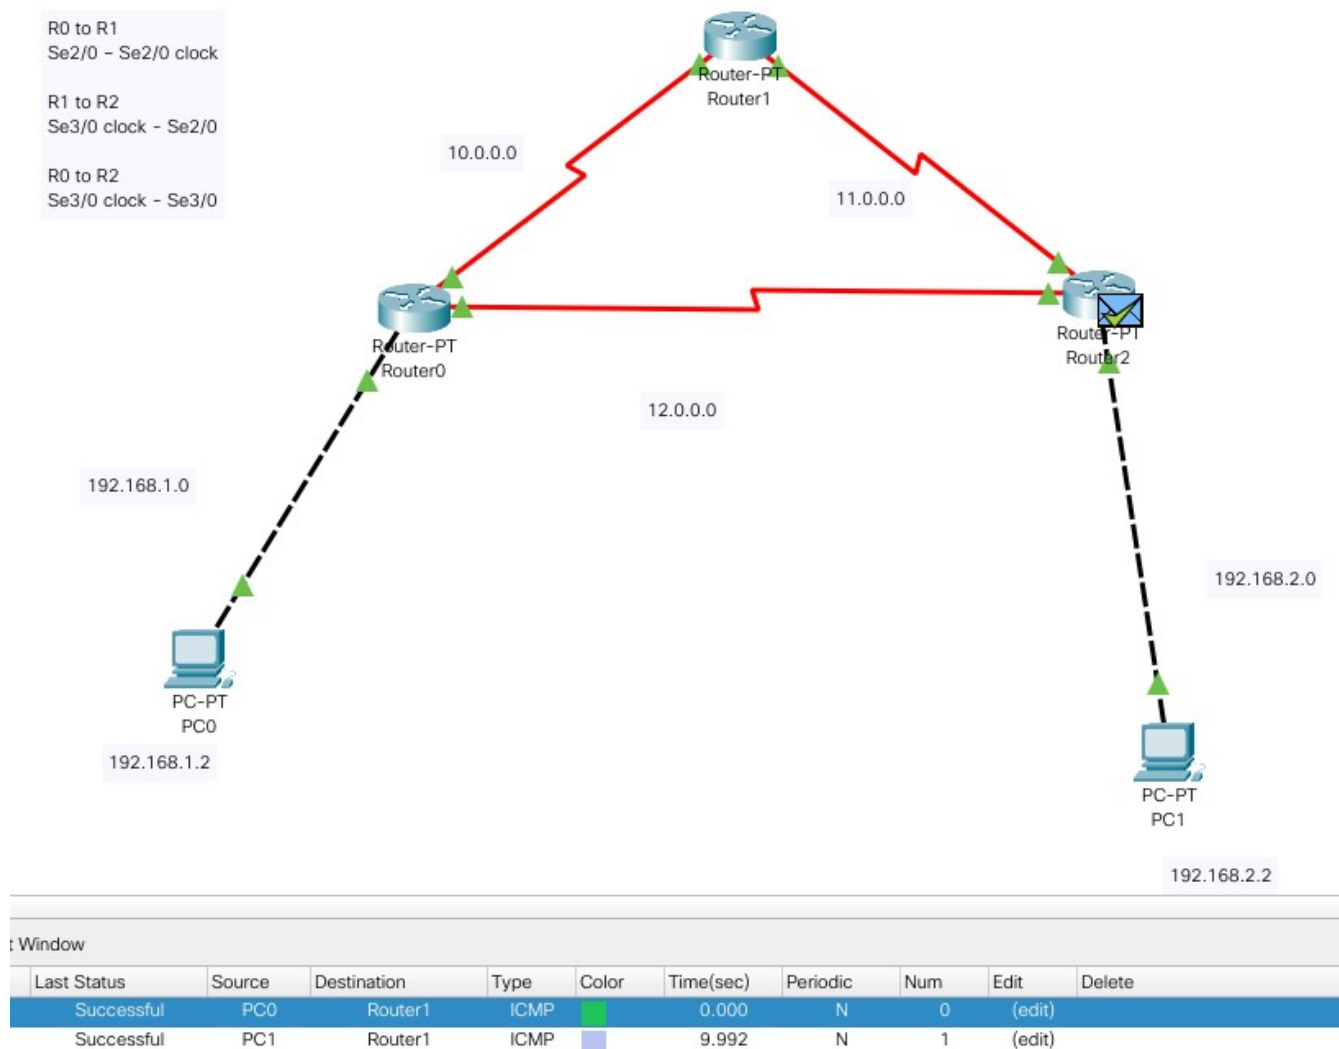 R0 to R1
Se2/0 - Se2/0 clock
R1 to R2
Se3/0 clock - Se2/0
R0 to R2
Se3/0 clock - Se3/0
Router-PT
Router1
10.0.0.0
11.0.0.0
Router-PT
Router0
Router-PT
Router2
12.0.0.0
192.168.1.0
192.168.2.0
PC-PT
PC0
192.168.1.2
PC-PT
PC1
192.168.2.2
t Window
Last Status Source Destination Type Color Time(sec) Periodic Num Edit Delete
Successful PC0 Router1 ICMP 0.000 N 0 (edit)
Successful PC1 Router1 ICMP 9.992 N 1 (edit)